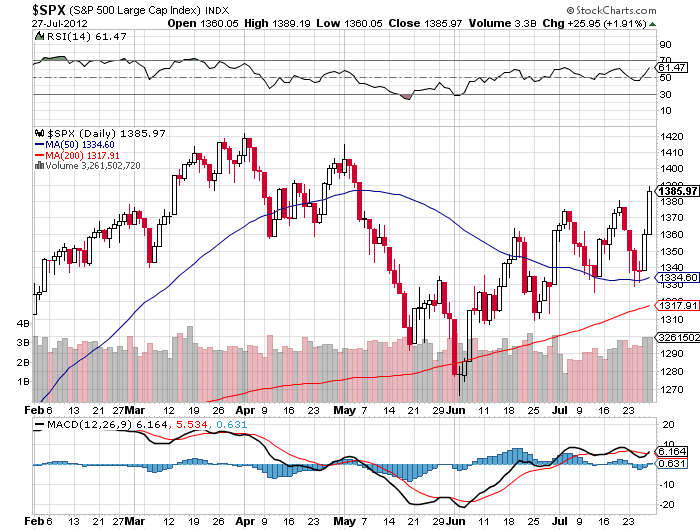 $SPX (S&P 500 Large Cap Index) INDX
© StockCharts.com
27-Jul-2012 Open 1360.05 High 1389.19 Low 1360.05 Close 1385.97 Volume 3.3B Chg +25.95 (+1.91%)
RSI(14) 61.47
90
70
61.47
50
30
10
$SPX (Daily) 1385.97
MA(50) 1334.60
MA(200) 1317.91
Volume 3,261,502,720
1420
1410
1400
1390
1385.97
1380
1370
1360
1350
1340
1334.60
1330
1320
1317.91
1310
1300
3261502
1290
1280
1270
4B
3B
2B
1B
Feb 6 13 21 27 Mar 12 19 26 Apr 9 16 23 May 7 14 21 29 Jun 11 18 25 Jul 9 16 23
MACD(12,26,9) 6.164, 5.534, 0.631
20
10
6.164
0.631
-10
-20
Feb 6 13 21 27 Mar 12 19 26 Apr 9 16 23 May 7 14 21 29 Jun 11 18 25 Jul 9 16 23